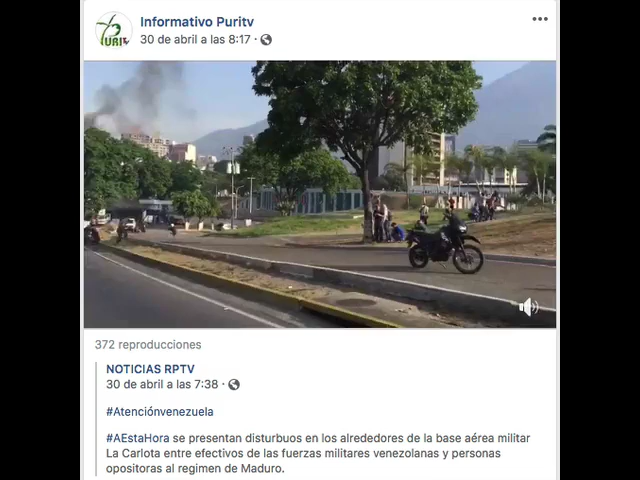 Informativo Puritv
30 de abril a las 8:17 ·
372 reproducciones
NOTICIAS RPTV
30 de abril a las 7:38 ·
#Atenciónvenezuela
#AEstaHora se presentan disturbuos en los alrededores de la base aérea militar
La Carlota entre efectivos de las fuerzas militares venezolanas y personas
opositoras al regimen de Maduro.